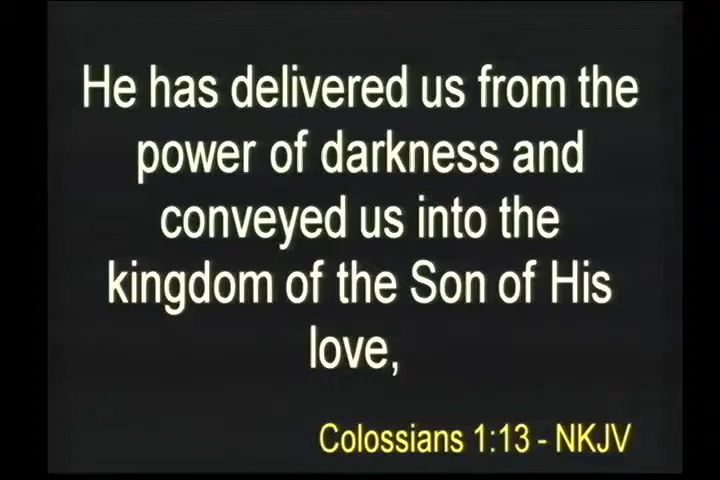 He has delivered us from the
power of darkness and
conveyed us into the
kingdom of the Son of His
love,
Colossians 1:13 - NKJV